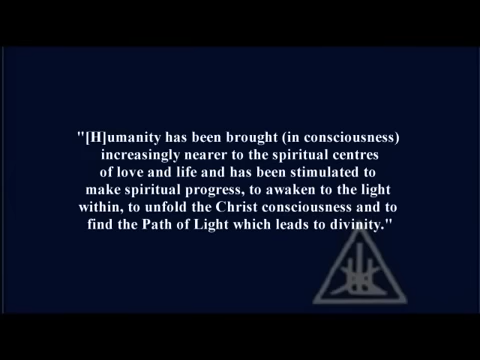 "[H]umanity has been brought (in consciousness)
increasingly nearer to the spiritual centres
of love and life and has been stimulated to
make spiritual progress, to awaken to the light
within, to unfold the Christ consciousness and to
find the Path of Light which leads to divinity."